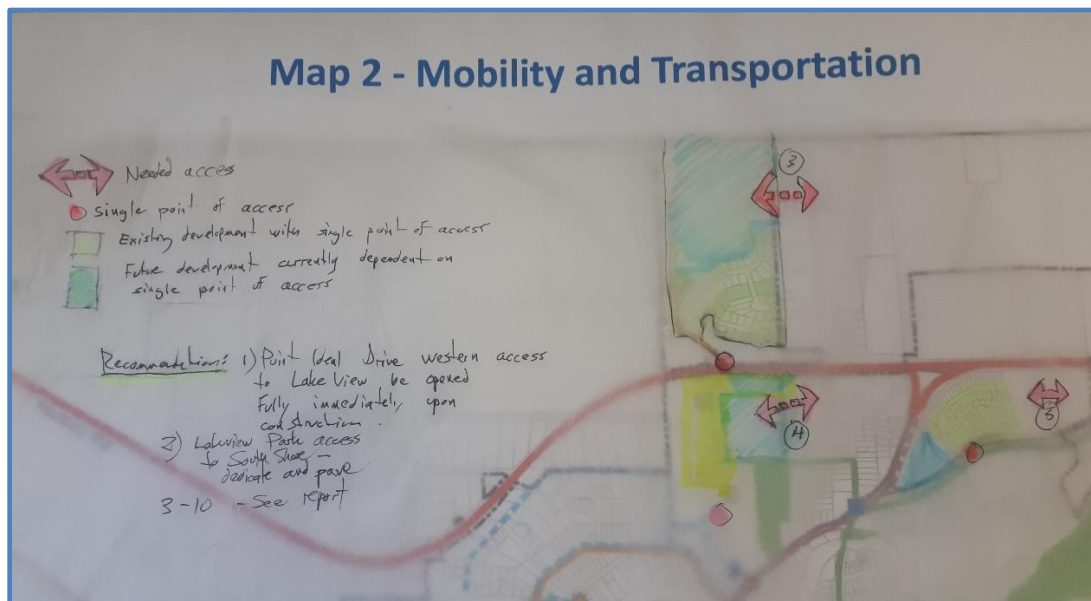 Map 2 - Mobility and Transportation
Needed access
single point of access
Existing development with single point of access
Future development currently dependent on
single point of access
Recommendations: 1) Point Ideal Drive western access
to Lake View be opened
Fully immediately upon
construction.
2) Lakeview Park access
to South Shore -
dedicate and pave
3-10 - See report
3
4
5